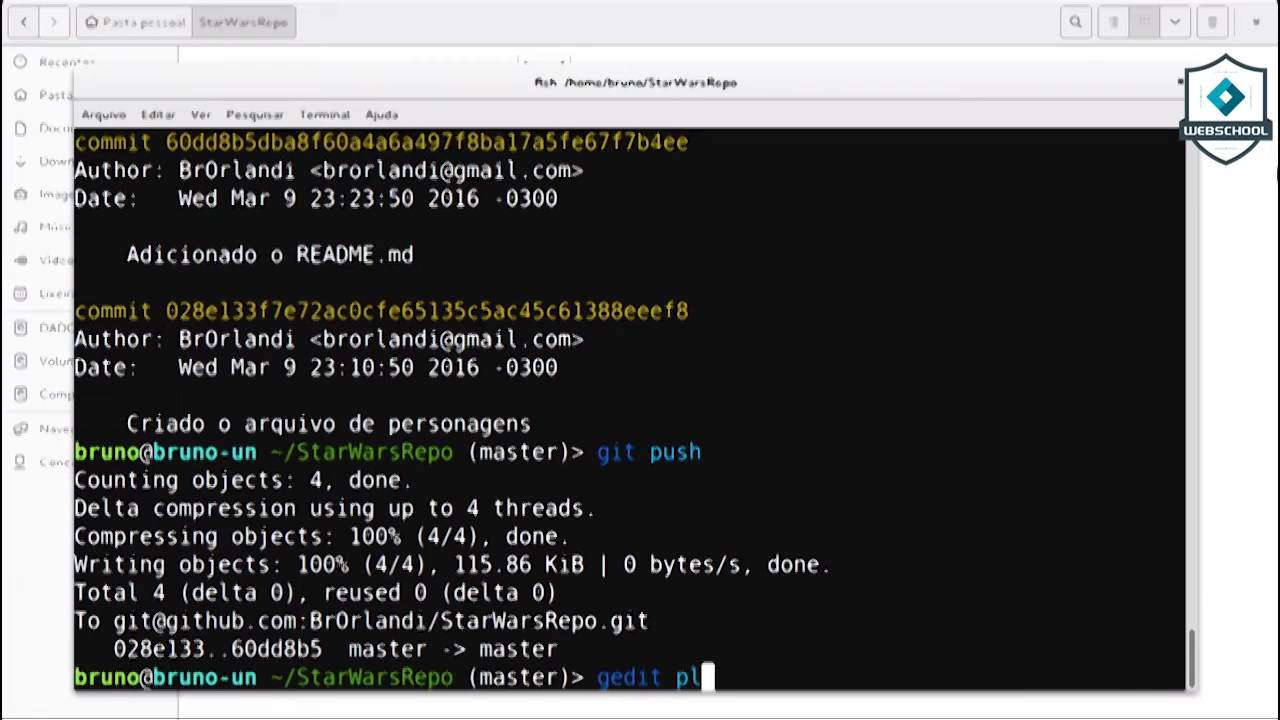 Pasta pessoal StarWarsRepo
Recentes
fish /home/bruno/StarWarsRepo
Arquivo Editar Ver Pesquisar Terminal Ajuda
WEBSCHOOL
commit 60dd8b5dba8f60a4a6a497f8ba17a5fe67f7b4ee
Author: BrOrlandi <brorlandi@gmail.com>
Date:   Wed Mar 9 23:23:50 2016 -0300
Adicionado o README.md
commit 028e133f7e72ac0cfe65135c5ac45c61388eeef8
Author: BrOrlandi <brorlandi@gmail.com>
Date:   Wed Mar 9 23:10:50 2016 -0300
Criado o arquivo de personagens
bruno@bruno-un ~/StarWarsRepo (master)> git push
Counting objects: 4, done.
Delta compression using up to 4 threads.
Compressing objects: 100% (4/4), done.
Writing objects: 100% (4/4), 115.86 KiB | 0 bytes/s, done.
Total 4 (delta 0), reused 0 (delta 0)
To git@github.com:BrOrlandi/StarWarsRepo.git
028e133..60dd8b5  master -> master
bruno@bruno-un ~/StarWarsRepo (master)> gedit pl